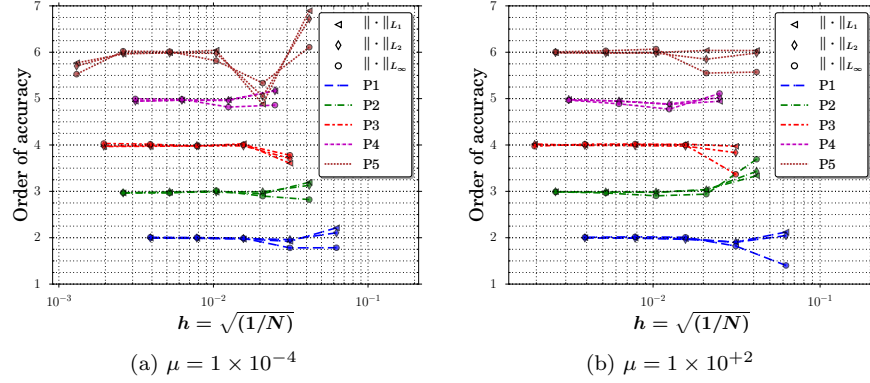 Order of accuracy
7
6
5
4
3
2
1
10⁻³
10⁻²
10⁻¹
h = √(1/N)
‖ · ‖L₁
‖ · ‖L₂
‖ · ‖L∞
P1
P2
P3
P4
P5
(a) μ = 1 × 10⁻⁴
Order of accuracy
7
6
5
4
3
2
1
10⁻²
10⁻¹
h = √(1/N)
‖ · ‖L₁
‖ · ‖L₂
‖ · ‖L∞
P1
P2
P3
P4
P5
(b) μ = 1 × 10⁺²